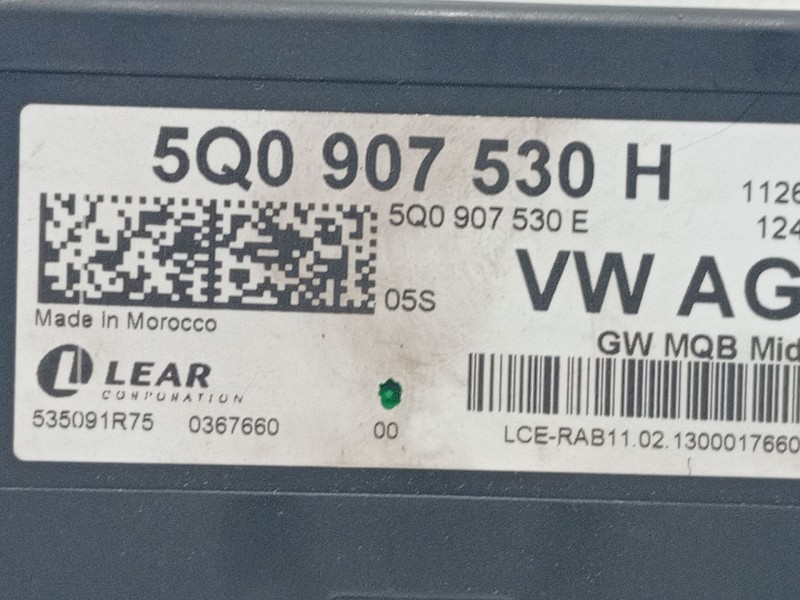 5Q0 907 530 H
1126
5Q0 907 530 E
124
VW AG
05S
Made In Morocco
GW MQB Mid
LEAR
CORPORATION
535091R75 0367660
00
LCE-RAB11.02.1300017660